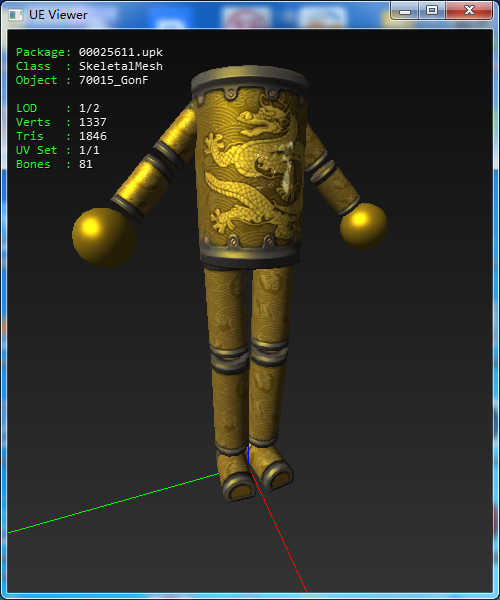 UE Viewer
Package: 00025611.upk
Class : SkeletalMesh
Object : 70015_GonF
LOD : 1/2
Verts : 1337
Tris : 1846
UV Set : 1/1
Bones : 81